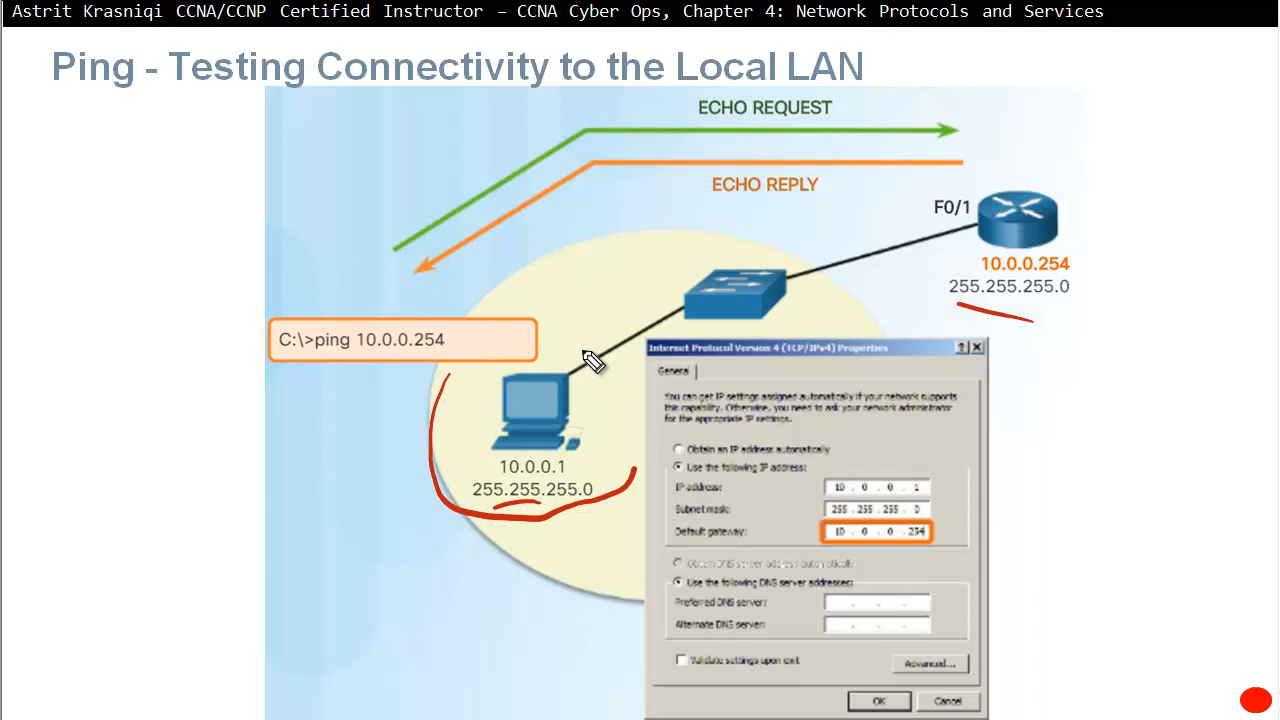 Astrit Krasniqi CCNA/CCNP Certified Instructor – CCNA Cyber Ops, Chapter 4: Network Protocols and Services
Ping - Testing Connectivity to the Local LAN
ECHO REQUEST
ECHO REPLY
F0/1
10.0.0.254
255.255.255.0
C:\>ping 10.0.0.254
10.0.0.1
255.255.255.0
Internet Protocol Version 4 (TCP/IPv4) Properties
General
You can get IP settings assigned automatically if your network supports
this capability. Otherwise, you need to ask your network administrator
for the appropriate IP settings.
Obtain an IP address automatically
Use the following IP address:
IP address: 10 . 0 . 0 . 1
Subnet mask: 255 . 255 . 255 . 0
Default gateway: 10 . 0 . 0 . 254
Obtain DNS server address automatically
Use the following DNS server addresses:
Preferred DNS server: . . .
Alternate DNS server: . . .
Validate settings upon exit
Advanced...
OK
Cancel